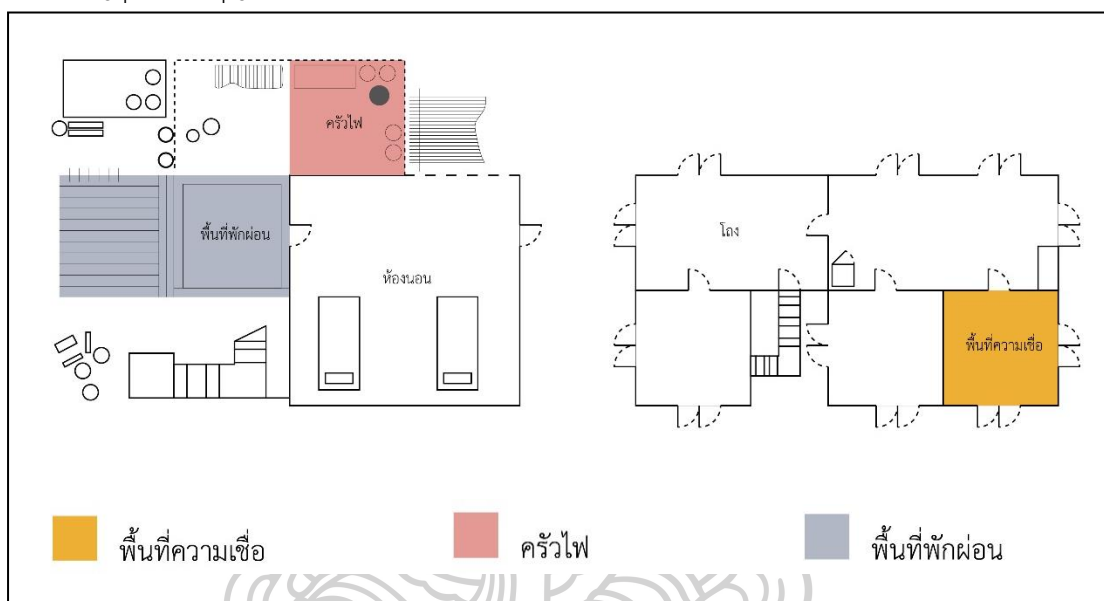 ครัวไฟ
พื้นที่พักผ่อน
ห้องนอน
โถง
พื้นที่ความเชื่อ
พื้นที่ความเชื่อ
ครัวไฟ
พื้นที่พักผ่อน